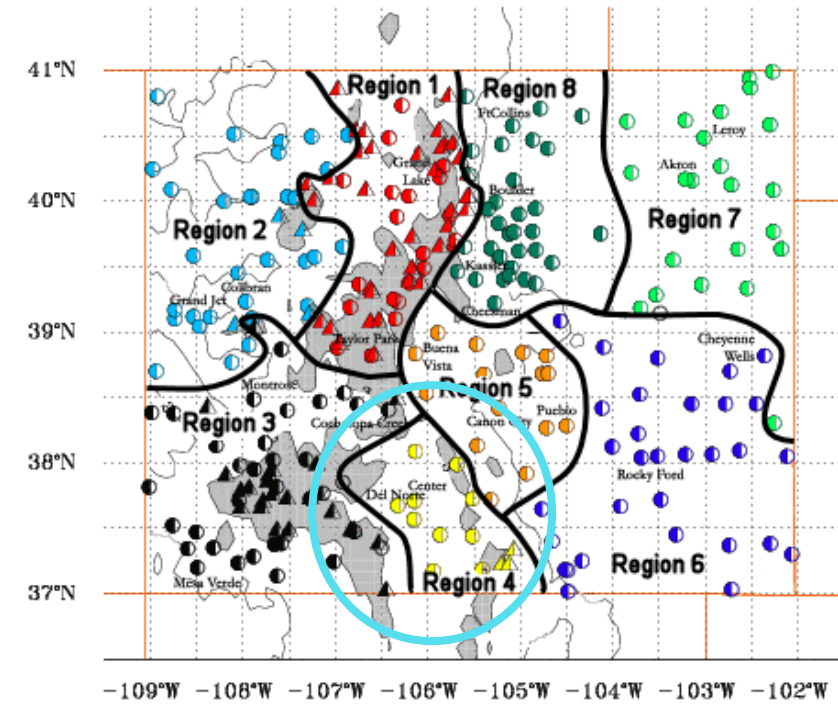 41°N
Region 1
Region 8
FtCollins
Leroy
Grand
Lake
Akron
40°N
Boulder
Region 2
Region 7
Kassler
Collbran
Grand Jct
Cheesman
39°N
Taylor Park
Buena
Vista
Cheyenne
Wells
Montrose
Region 5
Region 3
Cochetopa Creek
Canon City
Pueblo
38°N
Rocky Ford
Del Norte
Center
Region 6
Mesa Verde
Region 4
37°N
-109°W -108°W -107°W -106°W -105°W -104°W -103°W -102°W